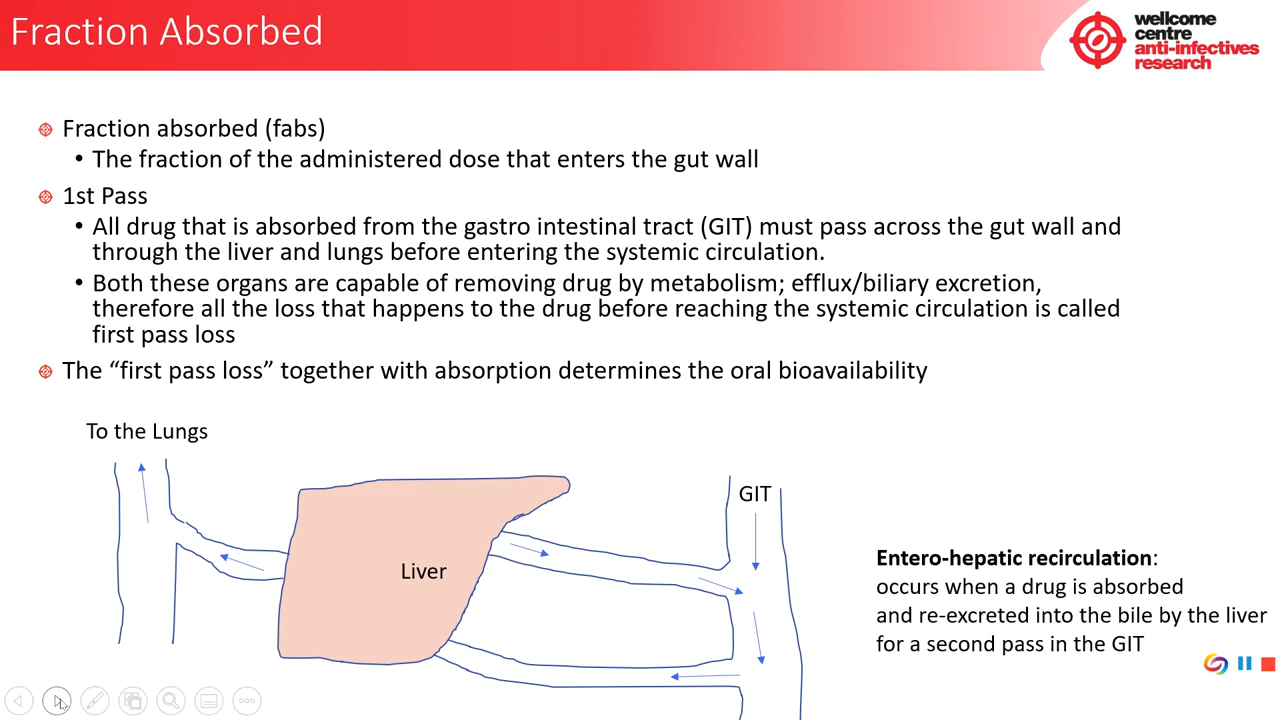 Fraction Absorbed
wellcome
centre
anti-infectives
research
Fraction absorbed (fabs)
• The fraction of the administered dose that enters the gut wall
1st Pass
• All drug that is absorbed from the gastro intestinal tract (GIT) must pass across the gut wall and
through the liver and lungs before entering the systemic circulation.
• Both these organs are capable of removing drug by metabolism; efflux/biliary excretion,
therefore all the loss that happens to the drug before reaching the systemic circulation is called
first pass loss
The “first pass loss” together with absorption determines the oral bioavailability
To the Lungs
GIT
Liver
Entero-hepatic recirculation:
occurs when a drug is absorbed
and re-excreted into the bile by the liver
for a second pass in the GIT